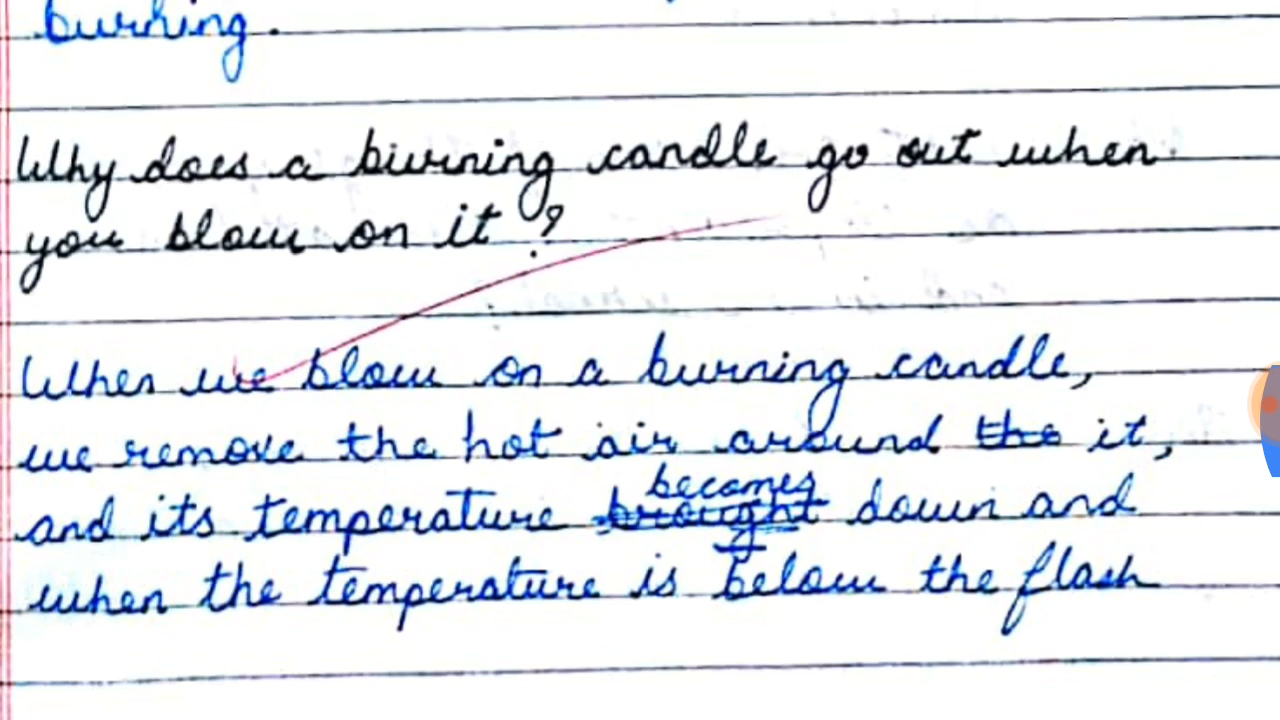 burning.
Why does a burning candle go out when
you blow on it ?
When we blow on a burning candle,
we remove the hot air around the it,
and its temperature brought becomes down and
when the temperature is below the flash